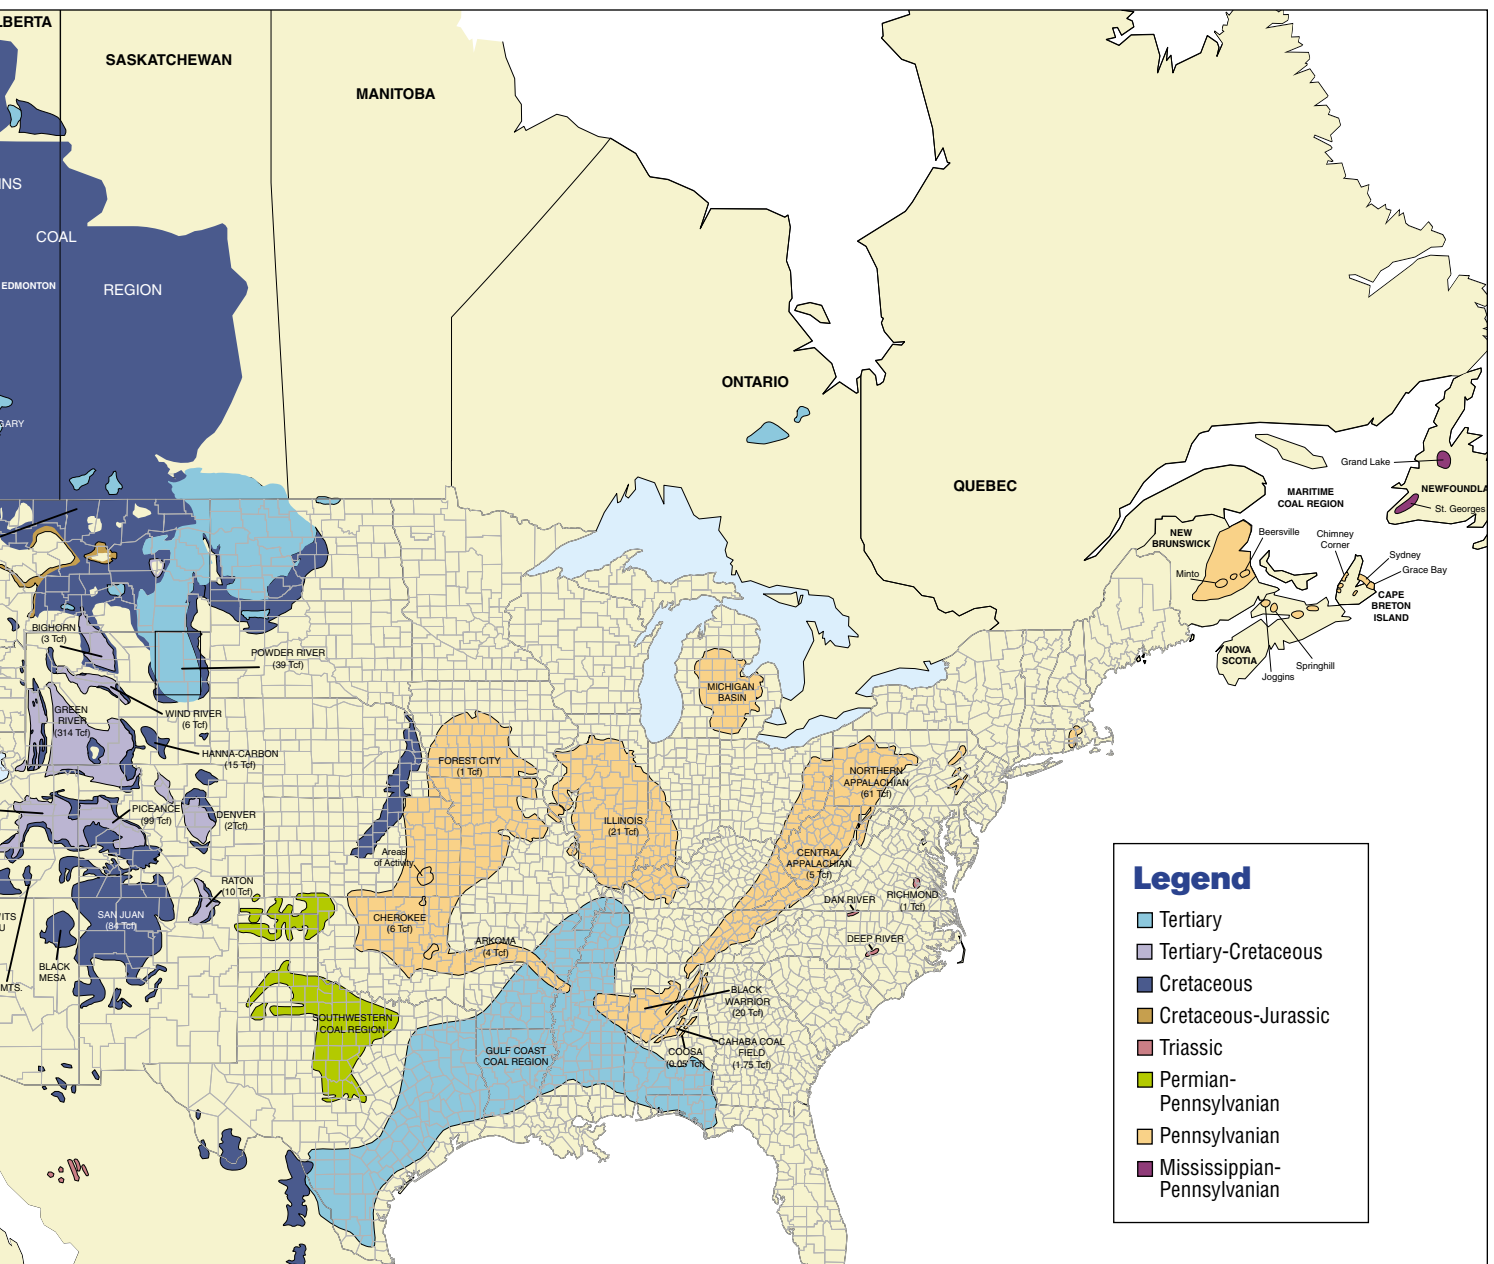 LBERTA
SASKATCHEWAN
MANITOBA
INS
COAL
EDMONTON
REGION
ONTARIO
GARY
QUEBEC
Grand Lake
MARITIME
COAL REGION
NEWFOUNDLA
St. Georges
NEW
BRUNSWICK
Beersville
Chimney
Corner
Sydney
Grace Bay
Minto
CAPE
BRETON
ISLAND
NOVA
SCOTIA
Springhill
Joggins
BIGHORN
(3 Tcf)
POWDER RIVER
(39 Tcf)
MICHIGAN
BASIN
GREEN
RIVER
(314 Tcf)
WIND RIVER
(6 Tcf)
HANNA-CARBON
(15 Tcf)
FOREST CITY
(1 Tcf)
NORTHERN
APPALACHIAN
(61 Tcf)
PICEANCE
(99 Tcf)
DENVER
(2Tcf)
ILLINOIS
(21 Tcf)
Areas
of Activity
CENTRAL
APPALACHIAN
(5 Tcf)
RATON
(10 Tcf)
RICHMOND
(1 Tcf)
DAN RIVER
SAN JUAN
(84 Tcf)
CHEROKEE
(6 Tcf)
ITS
U
ARKOMA
(4 Tcf)
DEEP RIVER
BLACK
MESA
MTS.
BLACK
WARRIOR
(20 Tcf)
SOUTHWESTERN
COAL REGION
GULF COAST
COAL REGION
CAHABA COAL
FIELD
(1.75 Tcf)
COOSA
(0.05 Tcf)
Legend
Tertiary
Tertiary-Cretaceous
Cretaceous
Cretaceous-Jurassic
Triassic
Permian-
Pennsylvanian
Pennsylvanian
Mississippian-
Pennsylvanian